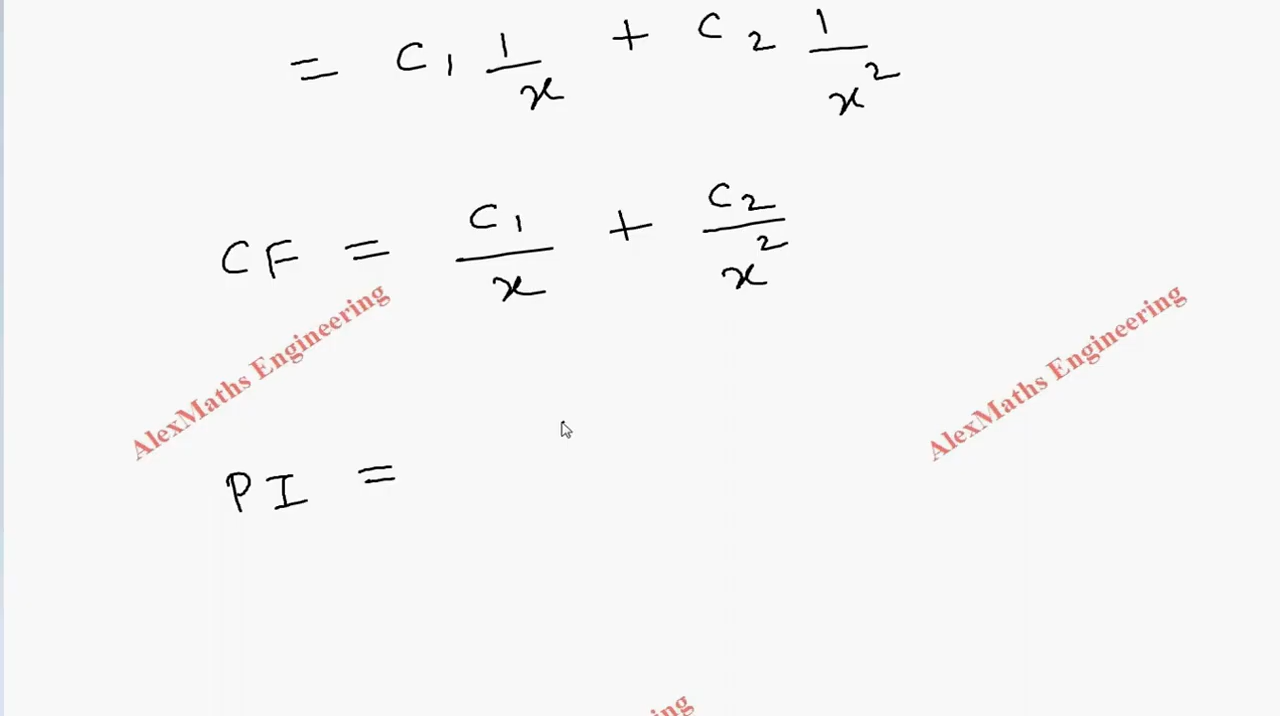 = C1 1/x + C2 1/x²
CF = C1/x + C2/x²
AlexMaths Engineering
AlexMaths Engineering
PI =